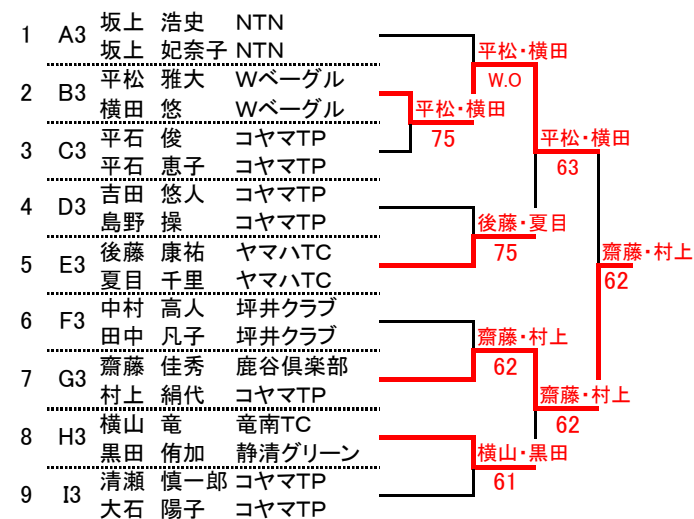 1 A3 坂上 浩史 NTN
坂上 妃奈子 NTN
2 B3 平松 雅大 Wベーグル
横田 悠 Wベーグル
3 C3 平石 俊 コヤマTP
平石 恵子 コヤマTP
4 D3 吉田 悠人 コヤマTP
島野 操 コヤマTP
5 E3 後藤 康祐 ヤマハTC
夏目 千里 ヤマハTC
6 F3 中村 高人 坪井クラブ
田中 凡子 坪井クラブ
7 G3 齋藤 佳秀 鹿谷倶楽部
村上 絹代 コヤマTP
8 H3 横山 竜 竜南TC
黒田 侑加 静清グリーン
9 I3 清瀬 慎一郎 コヤマTP
大石 陽子 コヤマTP
平松・横田
75
平松・横田
W.O
後藤・夏目
75
齋藤・村上
62
横山・黒田
61
平松・横田
63
齋藤・村上
62
齋藤・村上
62